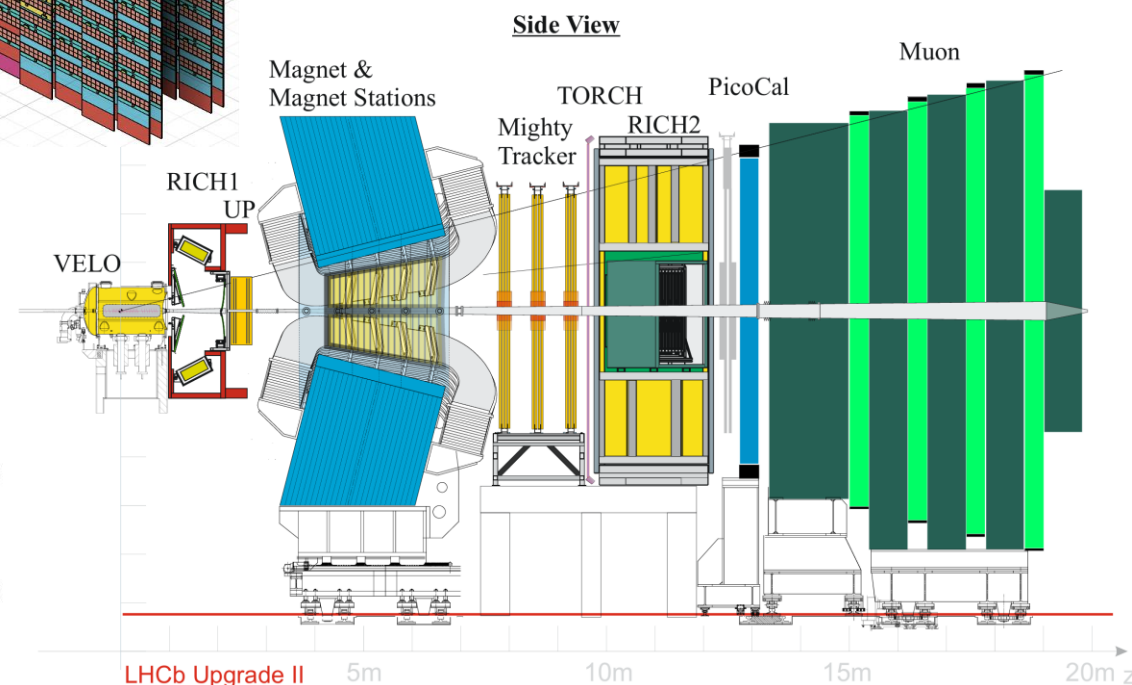 Side View
Magnet &
Magnet Stations
Muon
PicoCal
TORCH
Mighty
Tracker
RICH2
RICH1
UP
VELO
LHCb Upgrade II
5m
10m
15m
20m
z